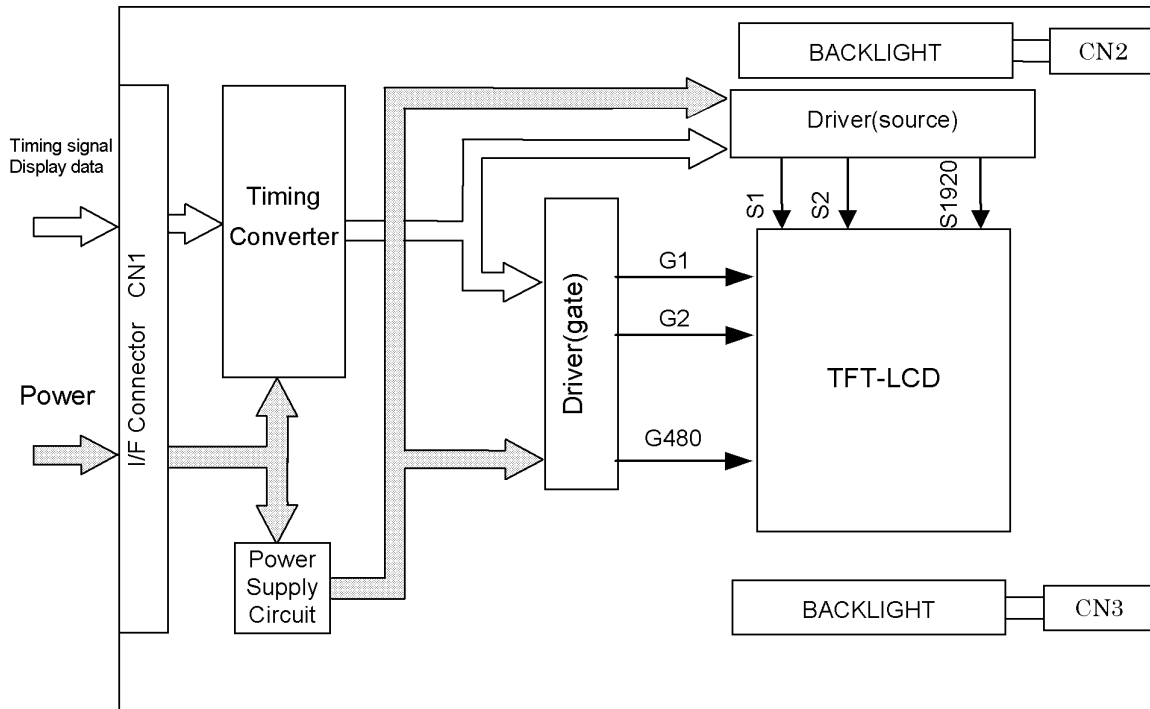 BACKLIGHT
CN2
Timing signal
Display data
Driver(source)
Timing
Converter
S1
S2
S1920
I/F Connector CN1
Driver(gate)
G1
G2
TFT-LCD
Power
G480
Power
Supply
Circuit
BACKLIGHT
CN3